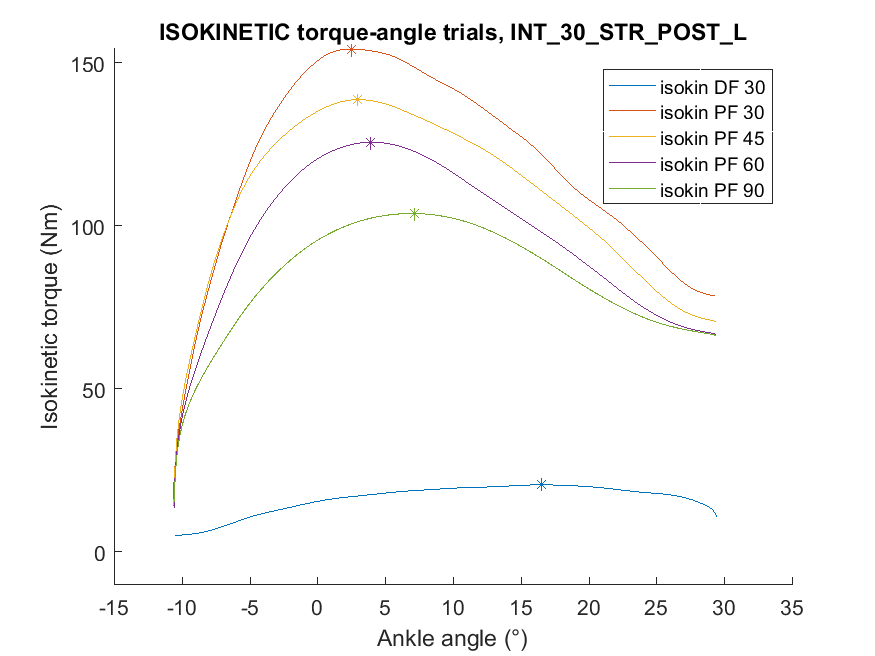 ISOKINETIC torque-angle trials, INT_30_STR_POST_L
150
100
50
0
Isokinetic torque (Nm)
isokin DF 30
isokin PF 30
isokin PF 45
isokin PF 60
isokin PF 90
-15 -10 -5 0 5 10 15 20 25 30 35
Ankle angle (°)